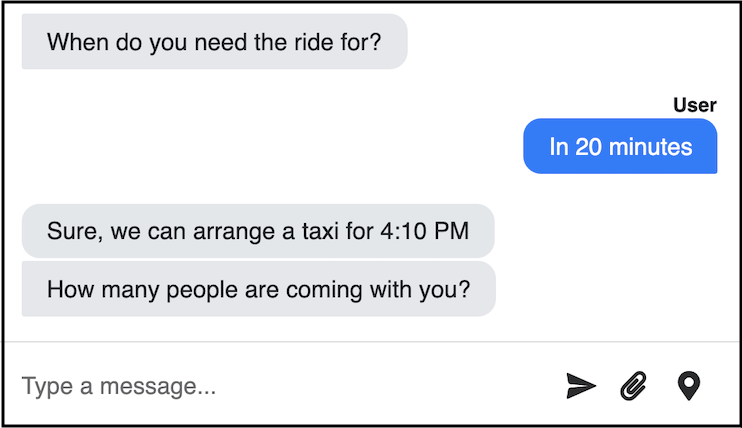 When do you need the ride for?
User
In 20 minutes
Sure, we can arrange a taxi for 4:10 PM
How many people are coming with you?
Type a message...